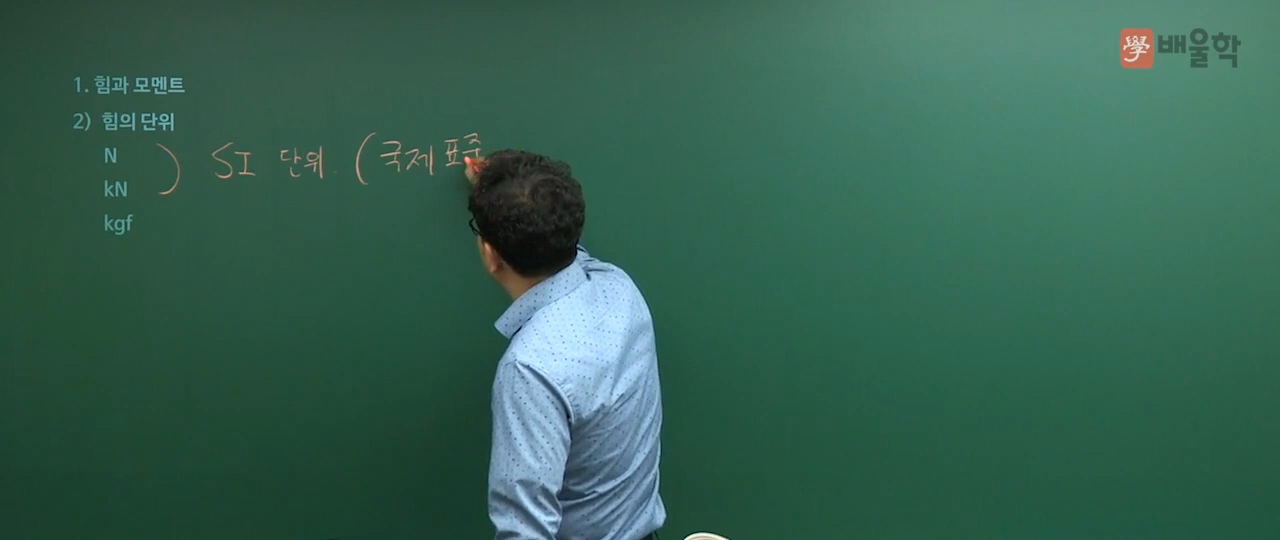 學 배울학
1. 힘과 모멘트
2) 힘의 단위
N
kN
kgf
) SI 단위. (국제 표준